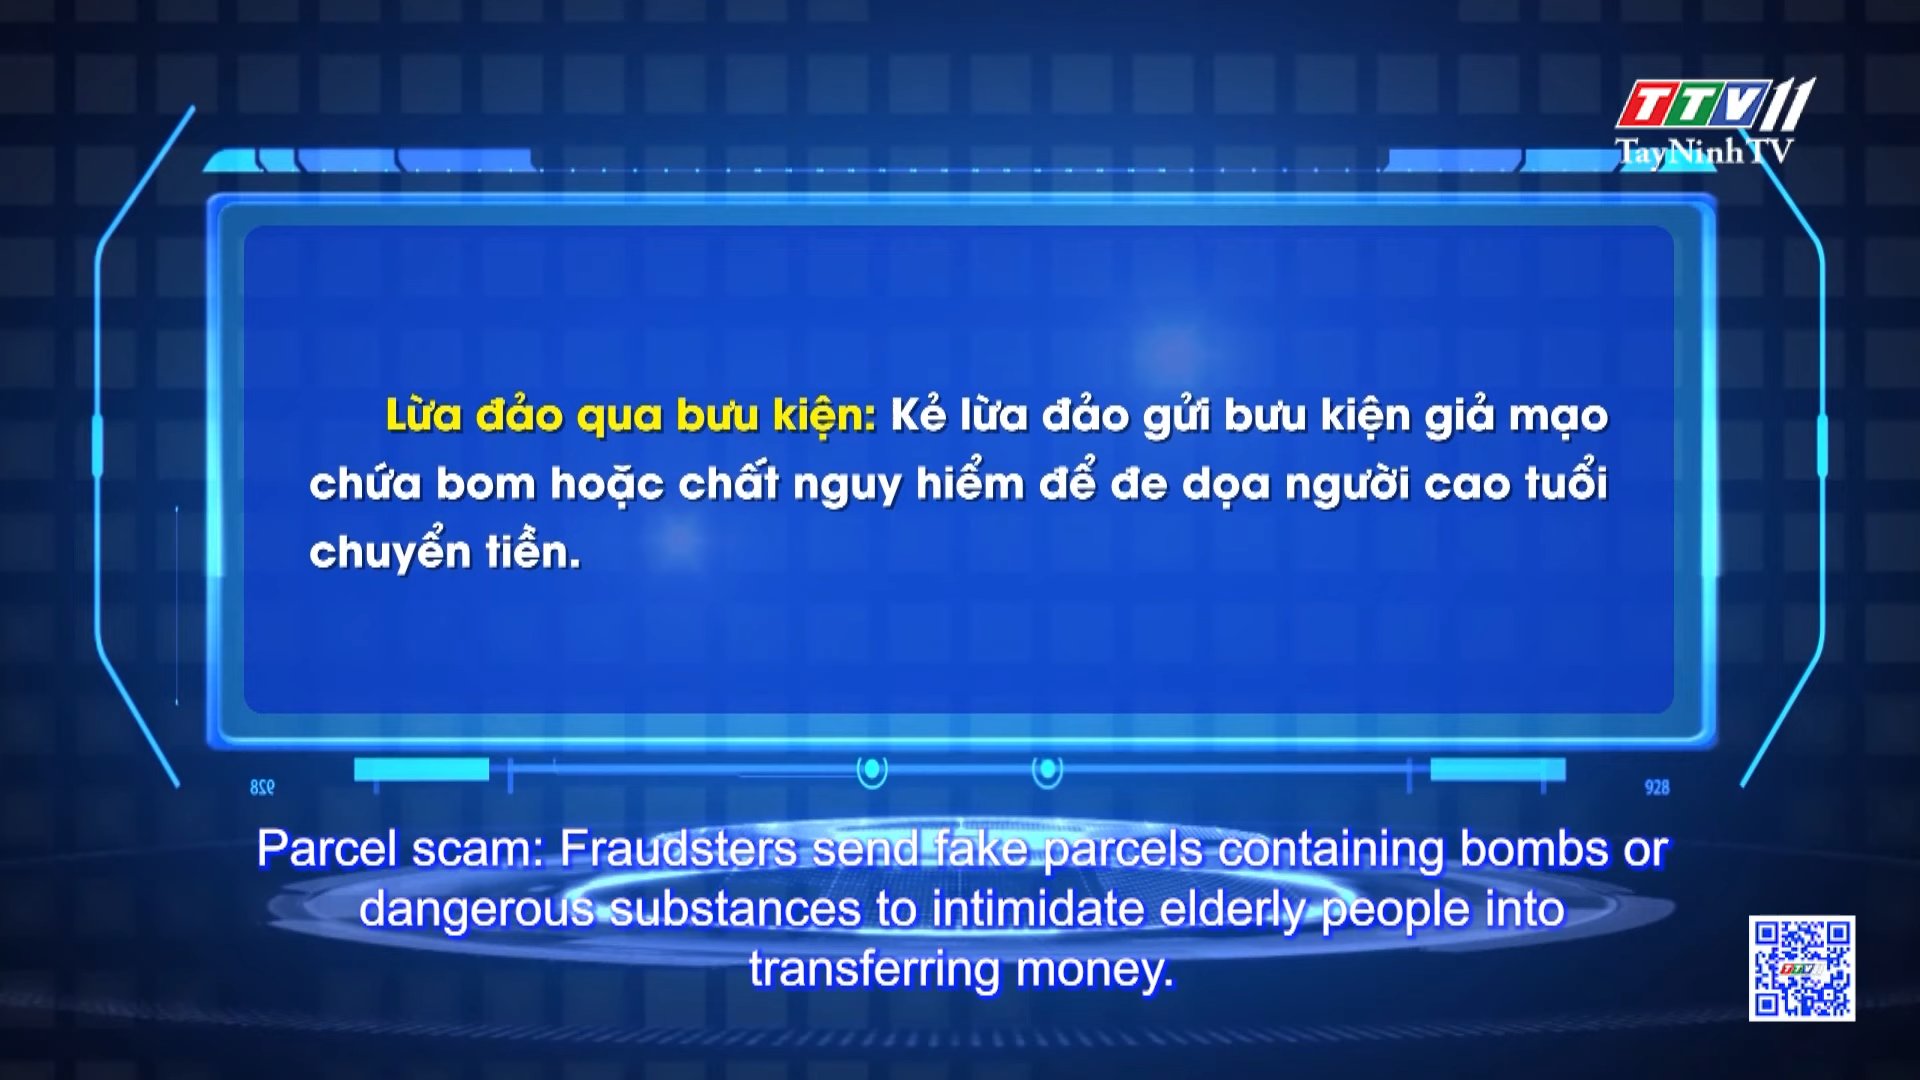 TTV11
TayNinhTV
Lừa đảo qua bưu kiện: Kẻ lừa đảo gửi bưu kiện giả mạo
chứa bom hoặc chất nguy hiểm để đe dọa người cao tuổi
chuyển tiền.
928
928
Parcel scam: Fraudsters send fake parcels containing bombs or
dangerous substances to intimidate elderly people into
transferring money.
TTV11